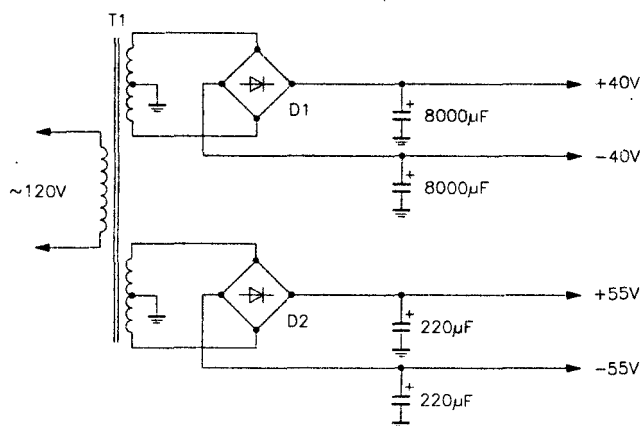 T1
+40V
D1
+
8000µF
−40V
+
8000µF
~120V
+55V
D2
+
220µF
−55V
+
220µF